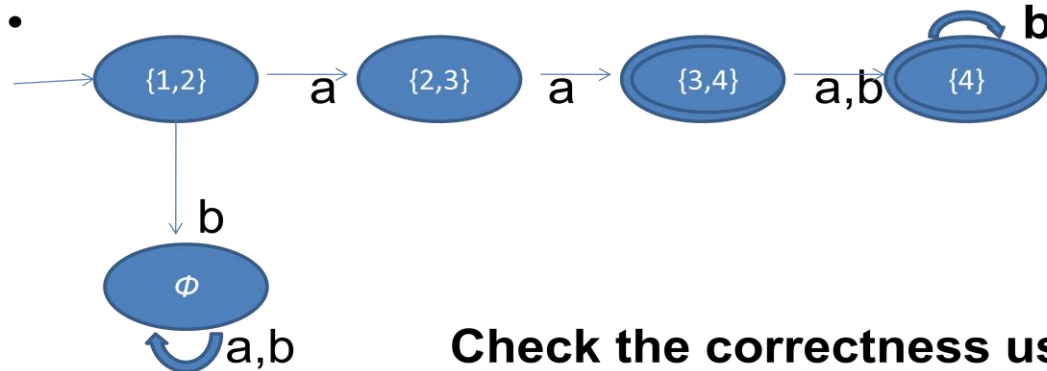 •
b
{1,2} a {2,3} a {3,4} a,b {4}
b
Φ
a,b
Check the correctness us